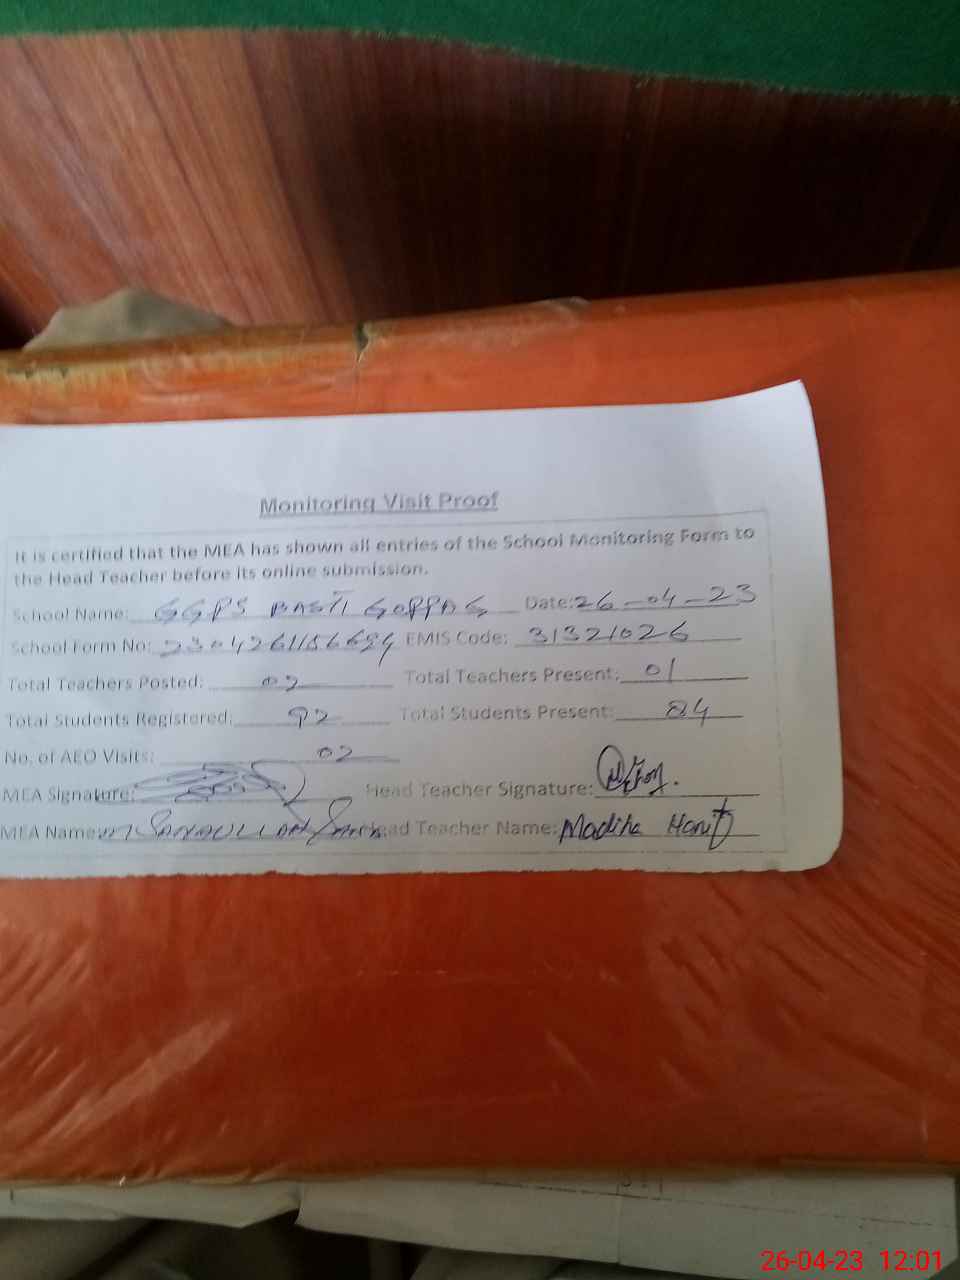 Monitoring Visit Proof
It is certified that the MEA has shown all entries of the School Monitoring Form to
the Head Teacher before its online submission.
School Name: GGPS BASTI GOPPAG Date: 26-04-23
School Form No: EMIS Code: 31321026
Total Teachers Posted: 02 Total Teachers Present: 01
Total Students Registered: 92 Total Students Present: 84
No. of AEO Visits: 02
MEA Signature: Head Teacher Signature:
MEA Name: SANAULLAH Head Teacher Name: Madiha Hanif
26-04-23 12:01